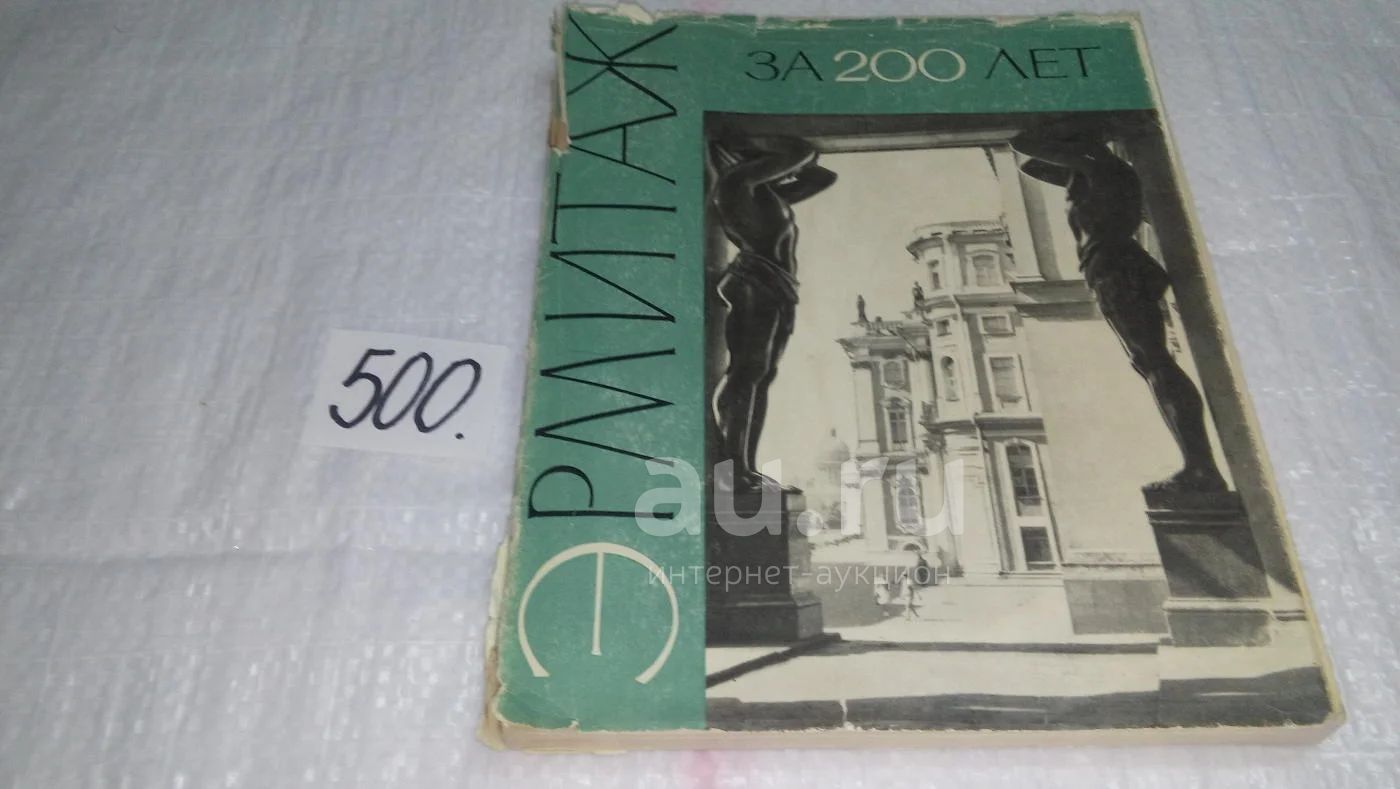 ЭРМИТАЖ
ЗА 200 ЛЕТ
500.
au.ru
интернет-аукцион